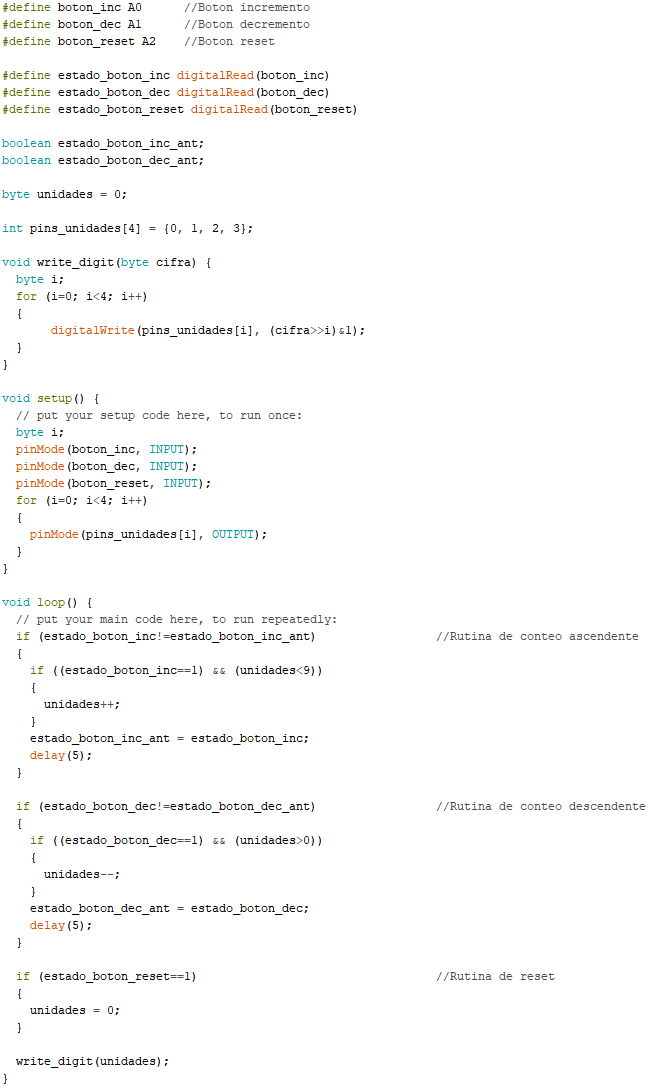 #define boton_inc A0      //Boton incremento
#define boton_dec A1      //Boton decremento
#define boton_reset A2    //Boton reset

#define estado_boton_inc digitalRead(boton_inc)
#define estado_boton_dec digitalRead(boton_dec)
#define estado_boton_reset digitalRead(boton_reset)

boolean estado_boton_inc_ant;
boolean estado_boton_dec_ant;

byte unidades = 0;

int pins_unidades[4] = {0, 1, 2, 3};

void write_digit(byte cifra) {
  byte i;
  for (i=0; i<4; i++)
  {
       digitalWrite(pins_unidades[i], (cifra>>i)&1);
  }
}

void setup() {
  // put your setup code here, to run once:
  byte i;
  pinMode(boton_inc, INPUT);
  pinMode(boton_dec, INPUT);
  pinMode(boton_reset, INPUT);
  for (i=0; i<4; i++)
  {
    pinMode(pins_unidades[i], OUTPUT);
  }
}

void loop() {
  // put your main code here, to run repeatedly:
  if (estado_boton_inc!=estado_boton_inc_ant)                 //Rutina de conteo ascendente
  {
    if ((estado_boton_inc==1) && (unidades<9))
    {
      unidades++;
    }
    estado_boton_inc_ant = estado_boton_inc;
    delay(5);
  }

  if (estado_boton_dec!=estado_boton_dec_ant)                 //Rutina de conteo descendente
  {
    if ((estado_boton_dec==1) && (unidades>0))
    {
      unidades--;
    }
    estado_boton_dec_ant = estado_boton_dec;
    delay(5);
  }

  if (estado_boton_reset==1)                                  //Rutina de reset
  {
    unidades = 0;
  }

  write_digit(unidades);
}